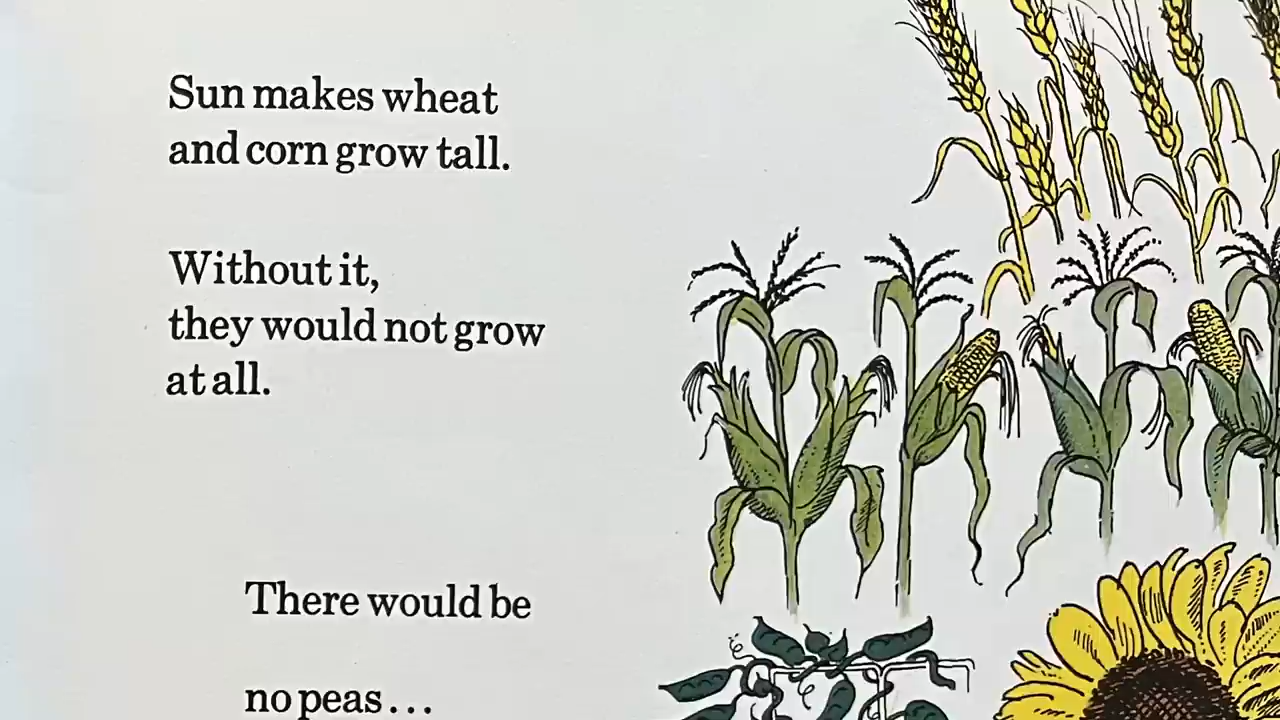 Sun makes wheat
and corn grow tall.
Without it,
they would not grow
at all.
There would be
no peas...